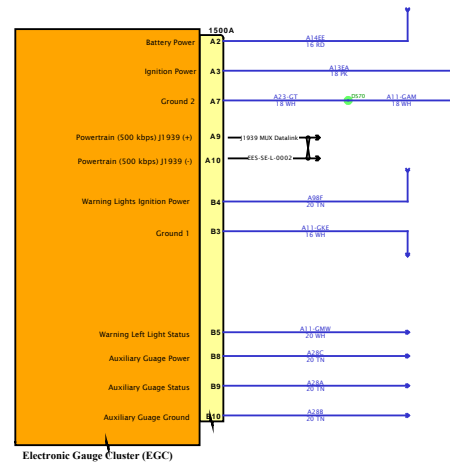 1500A
Battery Power A2 A14EE
16 RD
Ignition Power A3 A13EA
18 PK
Ground 2 A7 A23-GT DS70 A11-GAM
18 WH 18 WH
Powertrain (500 kbps) J1939 (+) A9 J1939 MUX Datalink
Powertrain (500 kbps) J1939 (-) A10 EES-SE-L-0002
Warning Lights Ignition Power B4 A98F
20 TN
Ground 1 B3 A11-GKE
16 WH
Warning Left Light Status B5 A11-GMW
20 WH
Auxiliary Guage Power B8 A28C
20 TN
Auxiliary Guage Status B9 A28A
20 TN
Auxiliary Guage Ground B10 A28B
20 TN
Electronic Gauge Cluster (EGC)